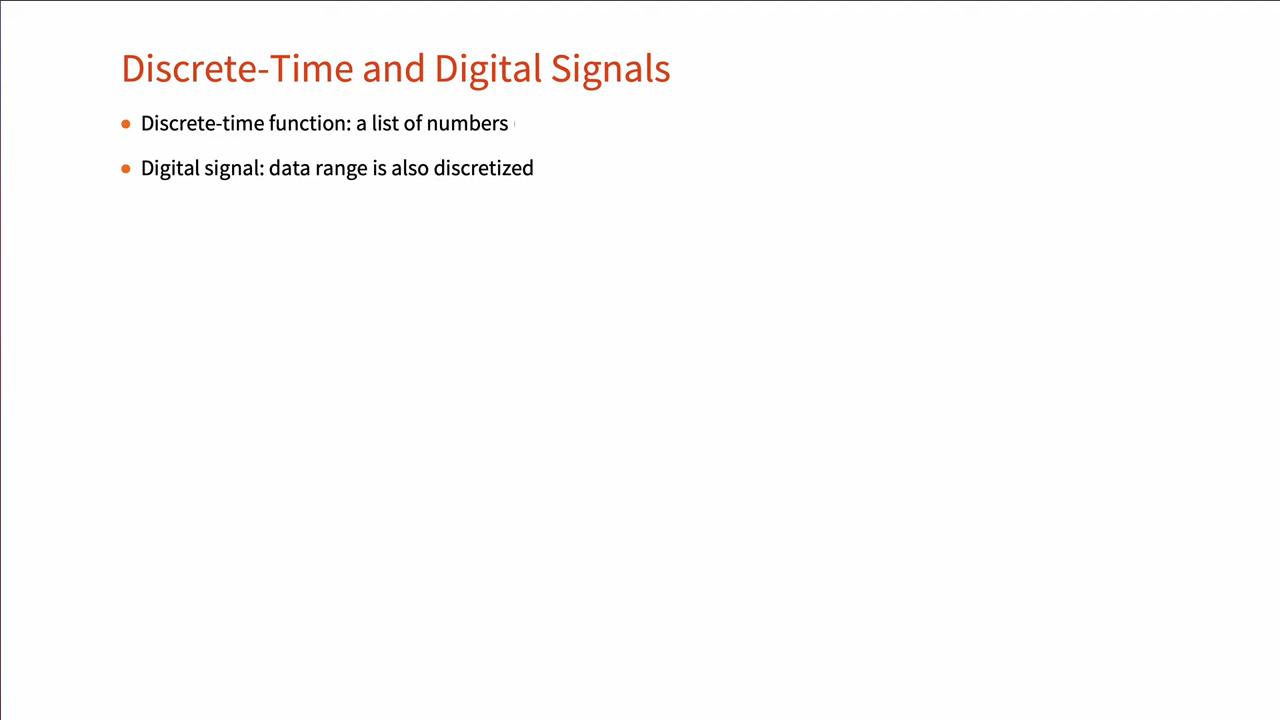 Discrete-Time and Digital Signals
Discrete-time function: a list of numbers
Digital signal: data range is also discretized